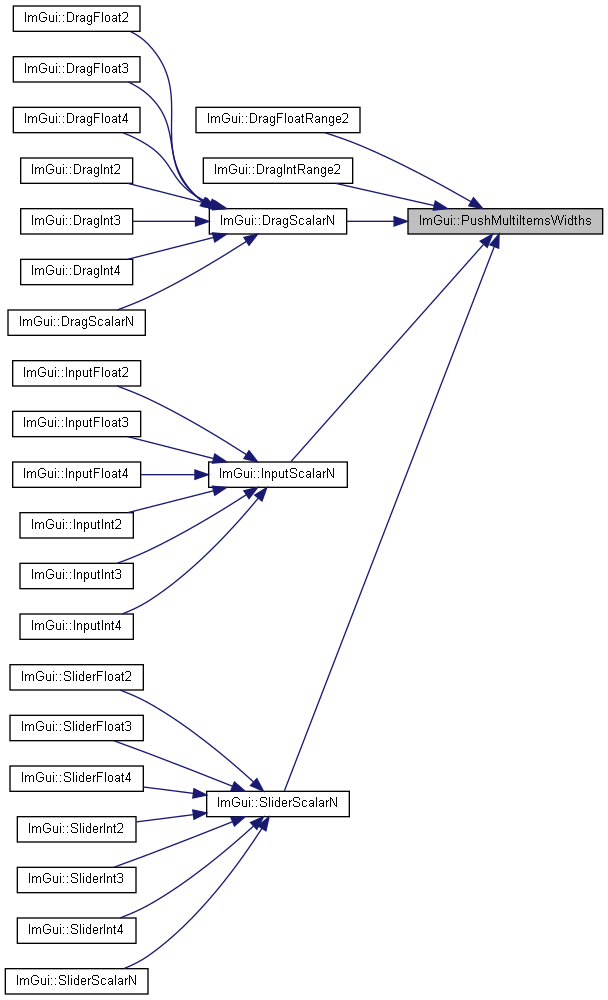 ImGui::DragFloat2
ImGui::DragFloat3
ImGui::DragFloat4
ImGui::DragFloatRange2
ImGui::DragInt2
ImGui::DragIntRange2
ImGui::DragInt3
ImGui::DragScalarN
ImGui::PushMultiItemsWidths
ImGui::DragInt4
ImGui::DragScalarN
ImGui::InputFloat2
ImGui::InputFloat3
ImGui::InputFloat4
ImGui::InputScalarN
ImGui::InputInt2
ImGui::InputInt3
ImGui::InputInt4
ImGui::SliderFloat2
ImGui::SliderFloat3
ImGui::SliderFloat4
ImGui::SliderScalarN
ImGui::SliderInt2
ImGui::SliderInt3
ImGui::SliderInt4
ImGui::SliderScalarN